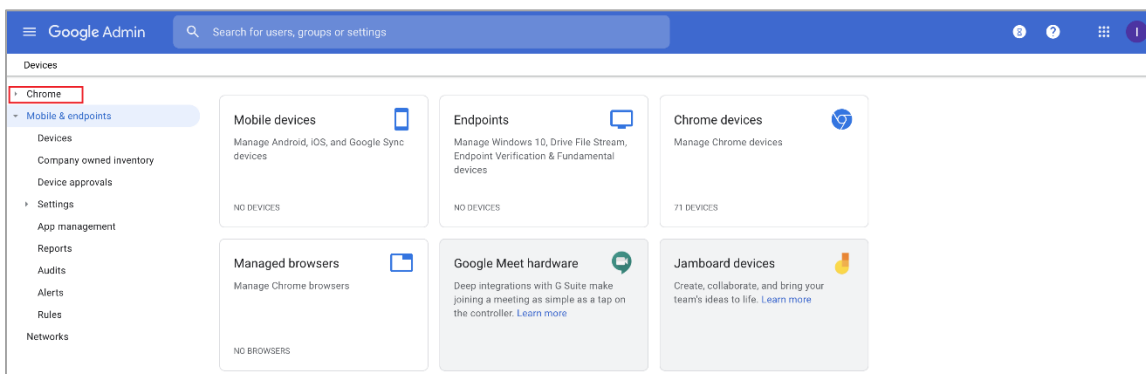 Google Admin
Search for users, groups or settings
I
Devices
Chrome
Mobile & endpoints
Devices
Company owned inventory
Device approvals
Settings
App management
Reports
Audits
Alerts
Rules
Networks
Mobile devices
Manage Android, iOS, and Google Sync
devices
NO DEVICES
Endpoints
Manage Windows 10, Drive File Stream,
Endpoint Verification & Fundamental
devices
NO DEVICES
Chrome devices
Manage Chrome devices
71 DEVICES
Managed browsers
Manage Chrome browsers
NO BROWSERS
Google Meet hardware
Deep integrations with G Suite make
joining a meeting as simple as a tap on
the controller. Learn more
Jamboard devices
Create, collaborate, and bring your
team's ideas to life. Learn more